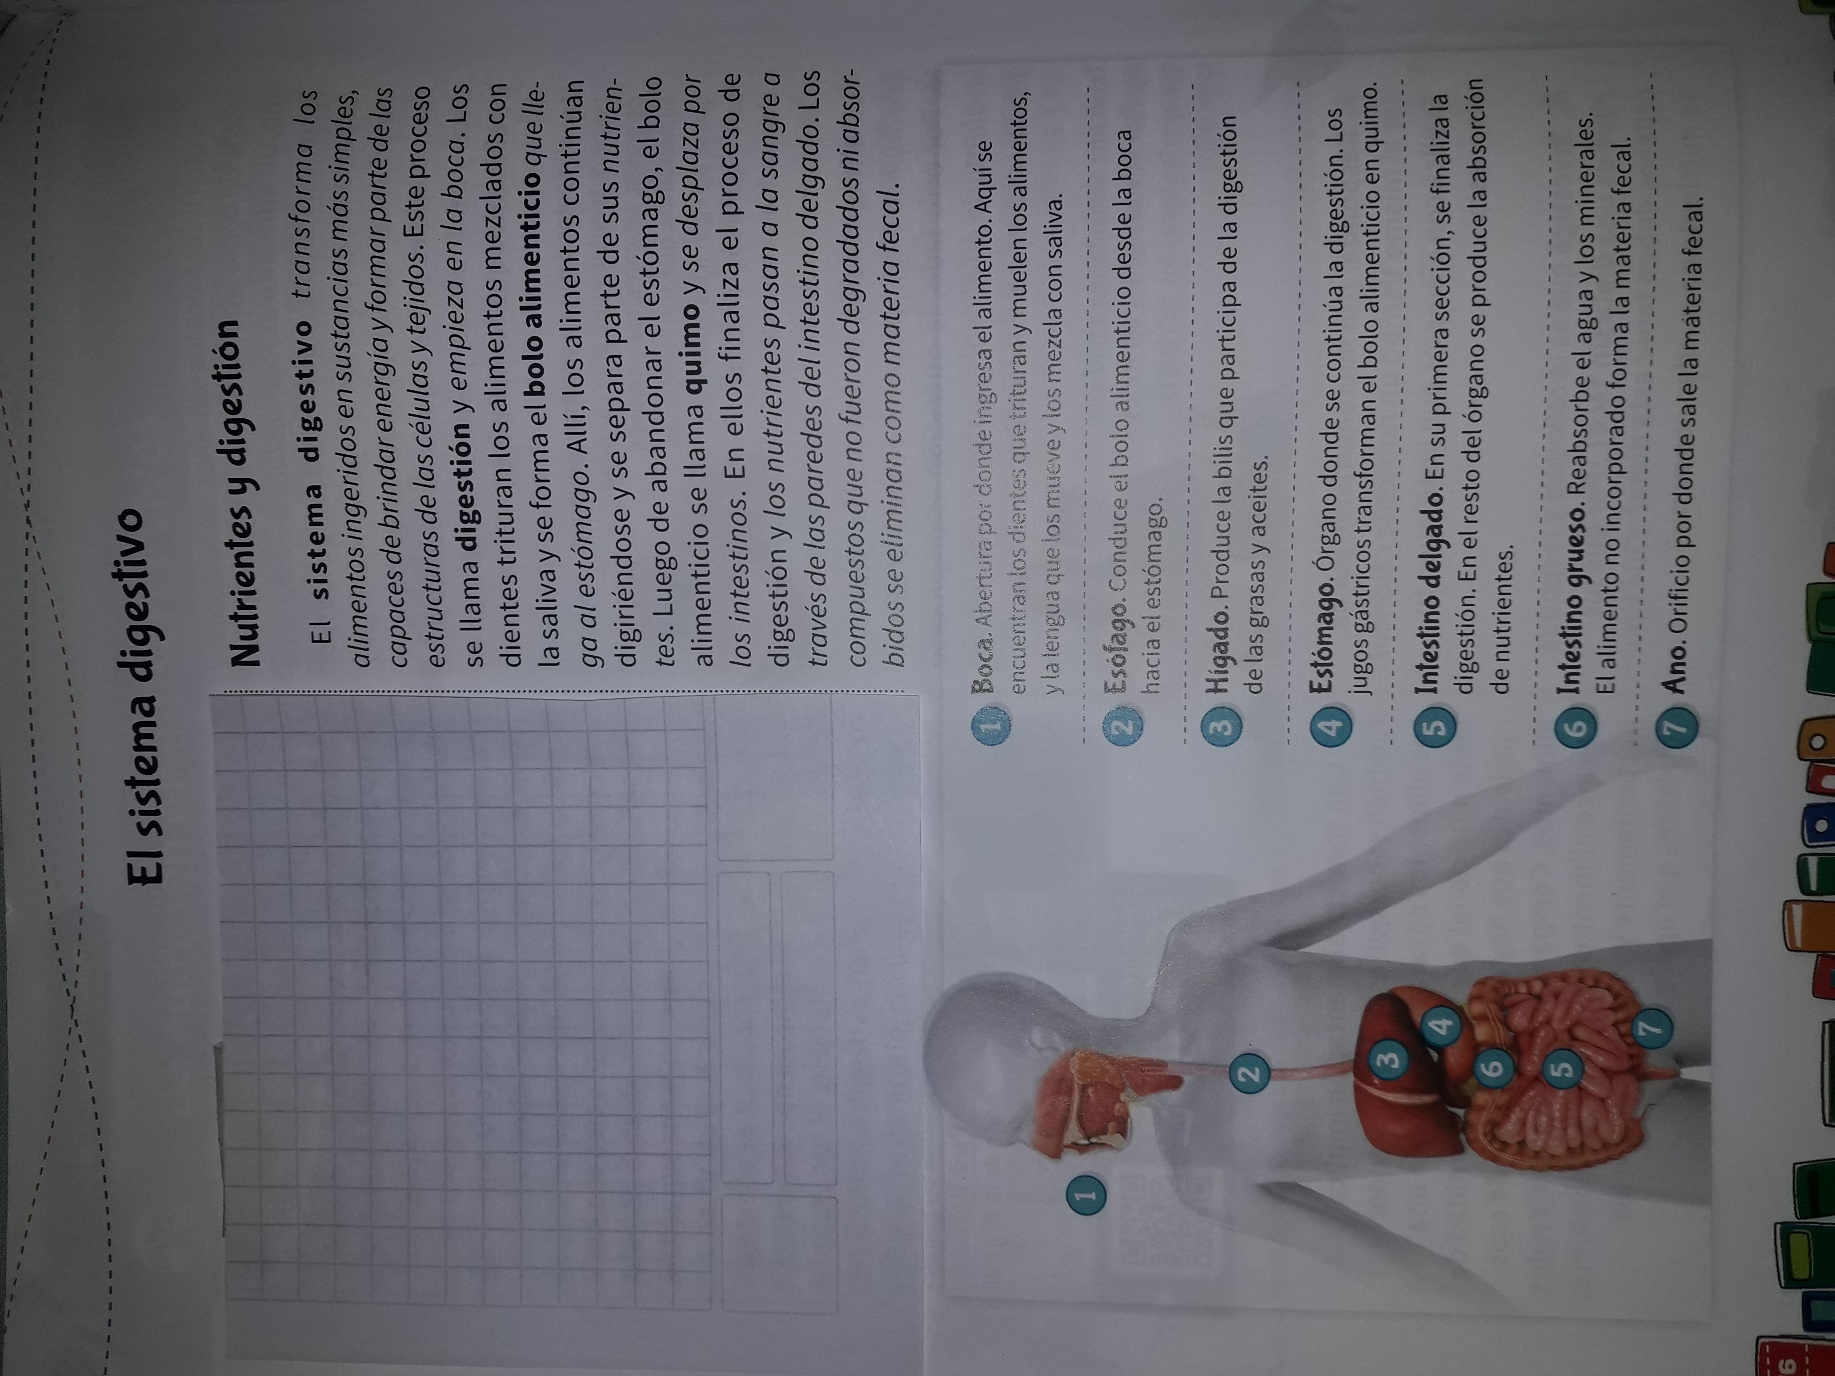 El sistema digestivo
Nutrientes y digestión
El sistema digestivo transforma los
alimentos ingeridos en sustancias más simples,
capaces de brindar energía y formar parte de las
estructuras de las células y tejidos. Este proceso
se llama digestión y empieza en la boca. Los
dientes trituran los alimentos mezclados con
la saliva y se forma el bolo alimenticio que lle-
ga al estómago. Allí, los alimentos continúan
digiriéndose y se separa parte de sus nutrien-
tes. Luego de abandonar el estómago, el bolo
alimenticio se llama quimo y se desplaza por
los intestinos. En ellos finaliza el proceso de
digestión y los nutrientes pasan a la sangre a
través de las paredes del intestino delgado. Los
compuestos que no fueron degradados ni absor-
bidos se eliminan como materia fecal.
1 Boca. Abertura por donde ingresa el alimento. Aquí se
encuentran los dientes que trituran y muelen los alimentos,
y la lengua que los mueve y los mezcla con saliva.
2 Esófago. Conduce el bolo alimenticio desde la boca
hacia el estómago.
3 Hígado. Produce la bilis que participa de la digestión
de las grasas y aceites.
4 Estómago. Órgano donde se continúa la digestión. Los
jugos gástricos transforman el bolo alimenticio en quimo.
5 Intestino delgado. En su primera sección, se finaliza la
digestión. En el resto del órgano se produce la absorción
de nutrientes.
6 Intestino grueso. Reabsorbe el agua y los minerales.
El alimento no incorporado forma la materia fecal.
7 Ano. Orificio por donde sale la materia fecal.
1
2
3
4
6
5
7